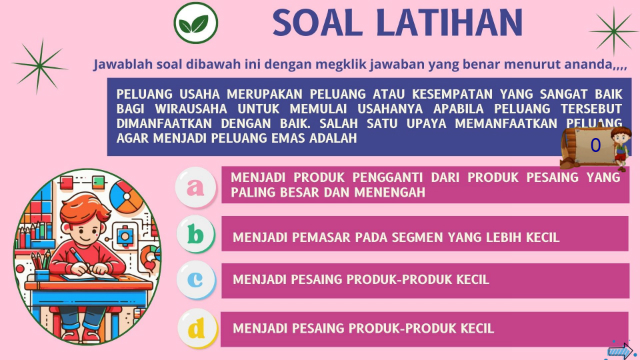 SOAL LATIHAN
Jawablah soal dibawah ini dengan megklik jawaban yang benar menurut ananda,,,,
PELUANG USAHA MERUPAKAN PELUANG ATAU KESEMPATAN YANG SANGAT BAIK
BAGI WIRAUSAHA UNTUK MEMULAI USAHANYA APABILA PELUANG TERSEBUT
DIMANFAATKAN DENGAN BAIK. SALAH SATU UPAYA MEMANFAATKAN PELUANG
AGAR MENJADI PELUANG EMAS ADALAH
0
a MENJADI PRODUK PENGGANTI DARI PRODUK PESAING YANG
PALING BESAR DAN MENENGAH
b MENJADI PEMASAR PADA SEGMEN YANG LEBIH KECIL
c MENJADI PESAING PRODUK-PRODUK KECIL
d MENJADI PESAING PRODUK-PRODUK KECIL